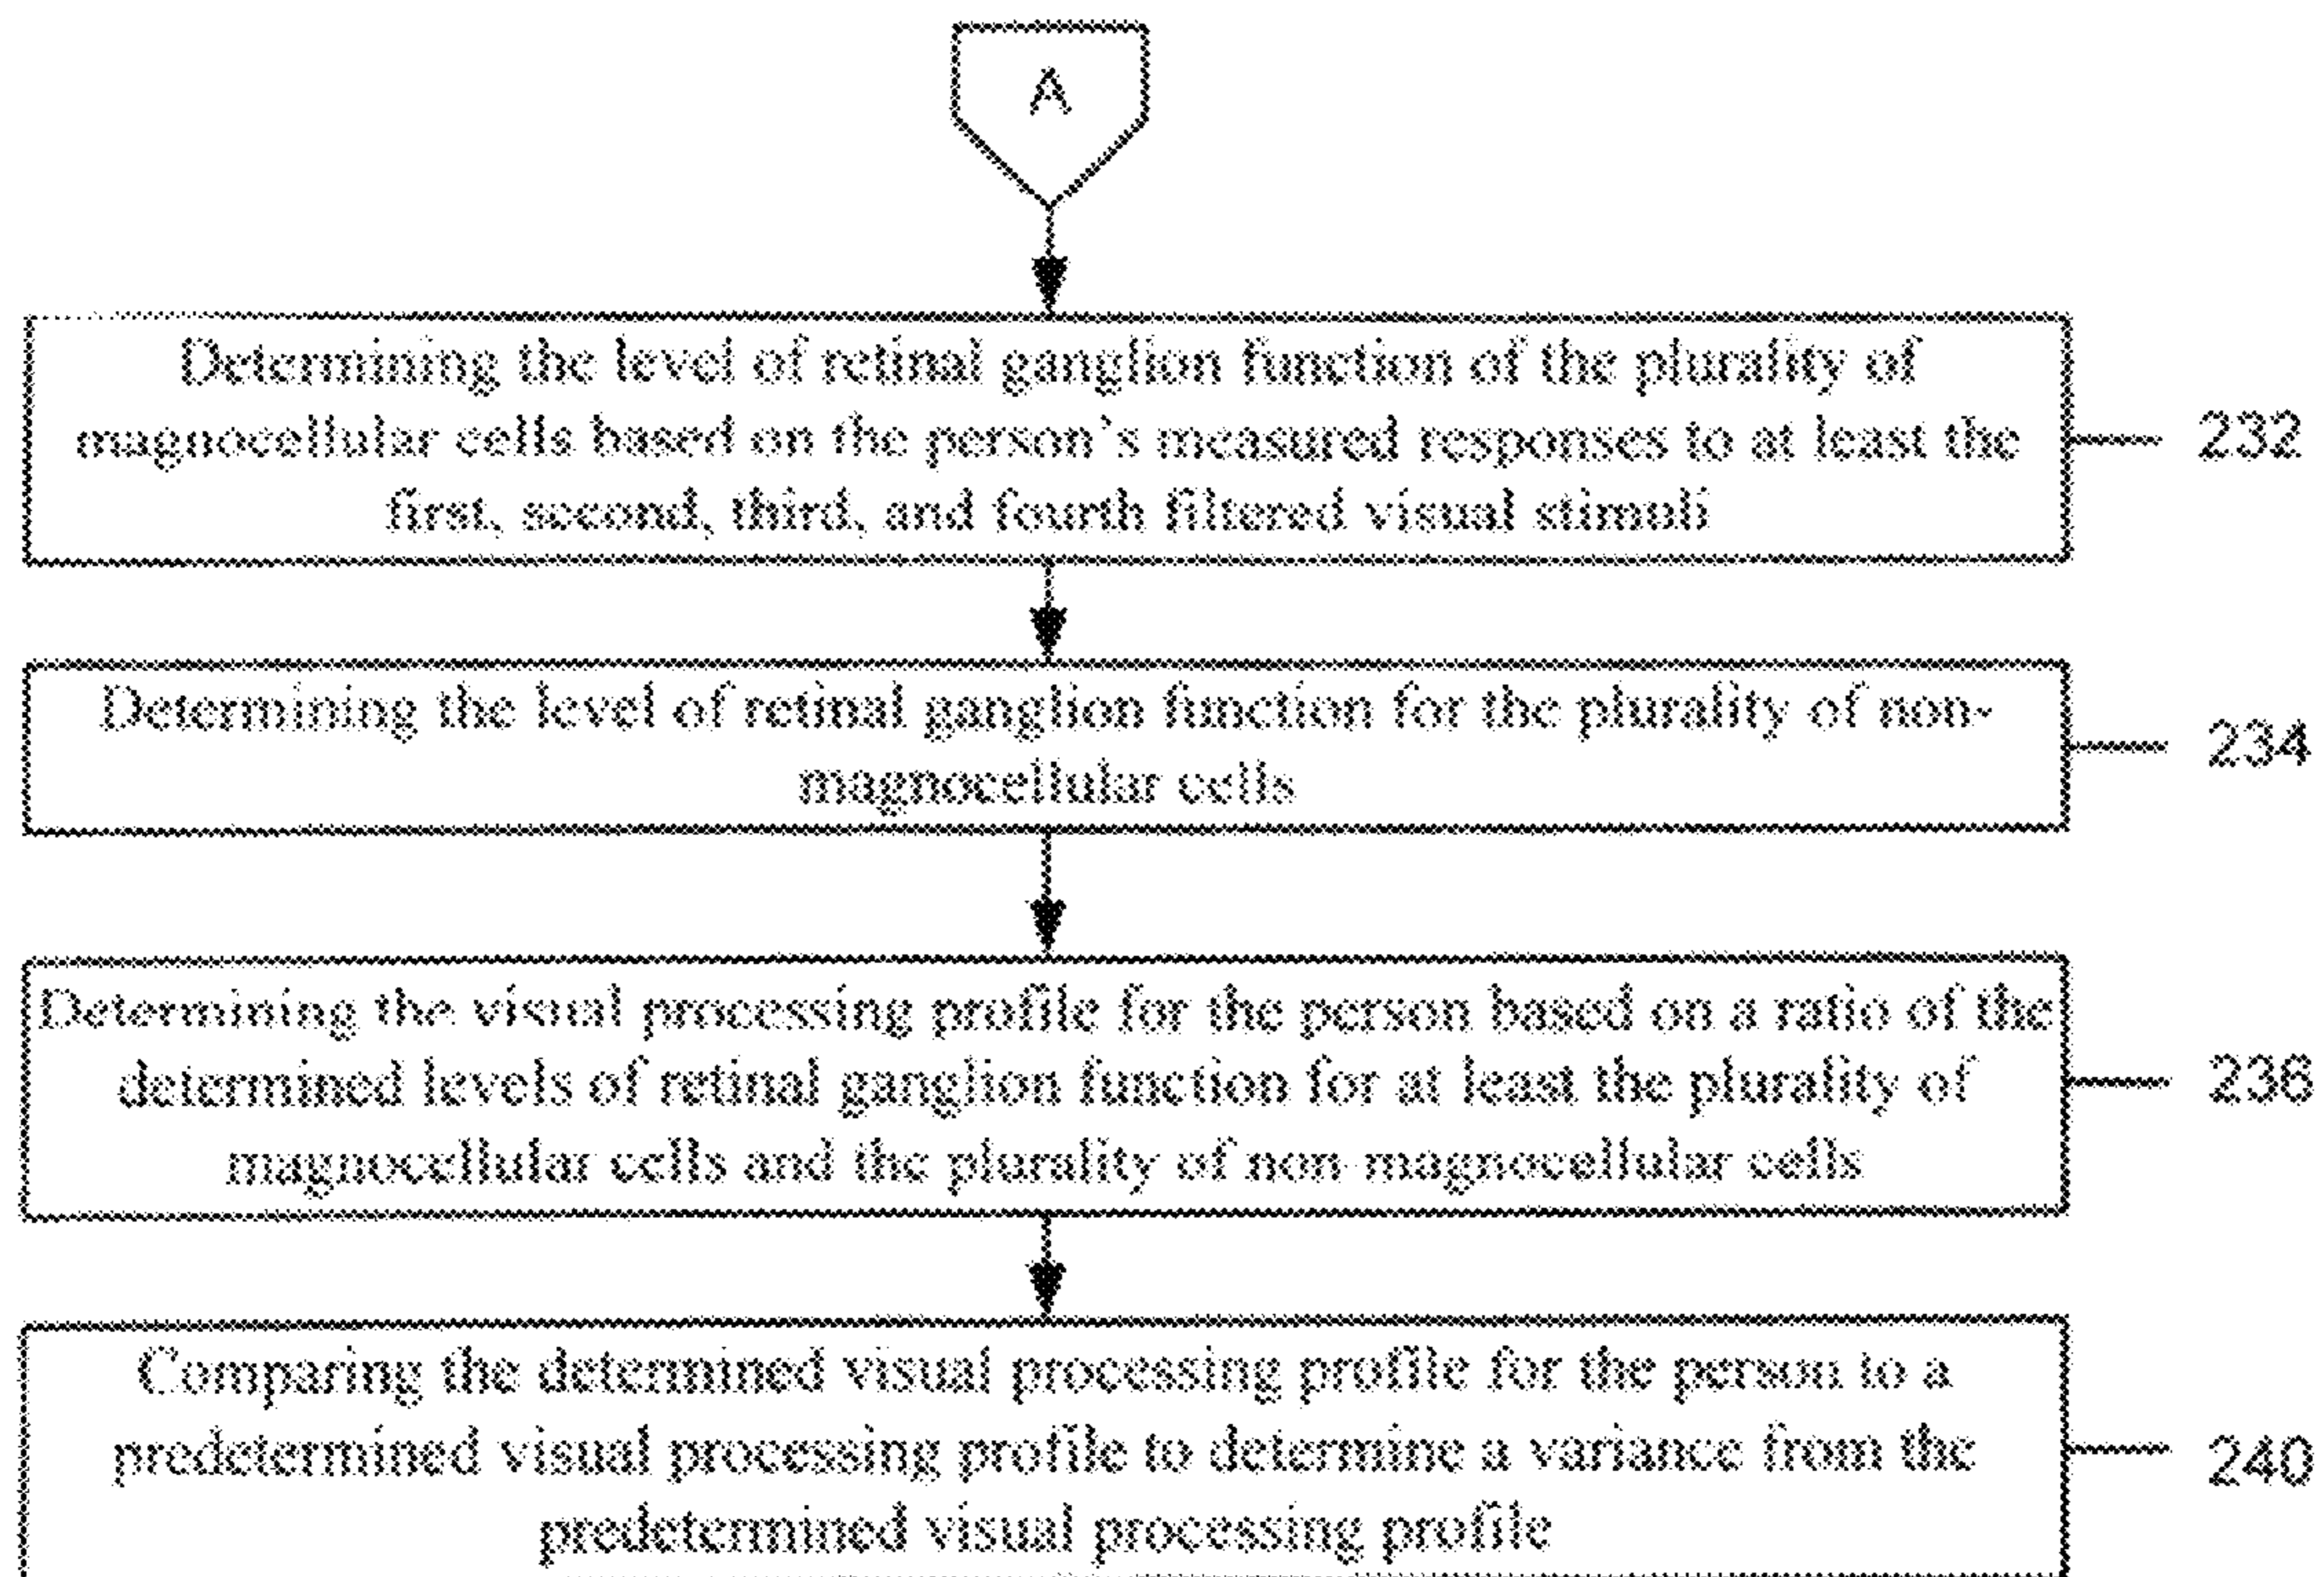 A
Determining the level of retinal ganglion function of the plurality of
magnocellular cells based on the person's measured responses to at least the
first, second, third, and fourth filtered visual stimuli
232
Determining the level of retinal ganglion function for the plurality of non-
magnocellular cells
234
Determining the visual processing profile for the person based on a ratio of the
determined levels of retinal ganglion function for at least the plurality of
magnocellular cells and the plurality of non-magnocellular cells
236
Comparing the determined visual processing profile for the person to a
predetermined visual processing profile to determine a variance from the
predetermined visual processing profile
240